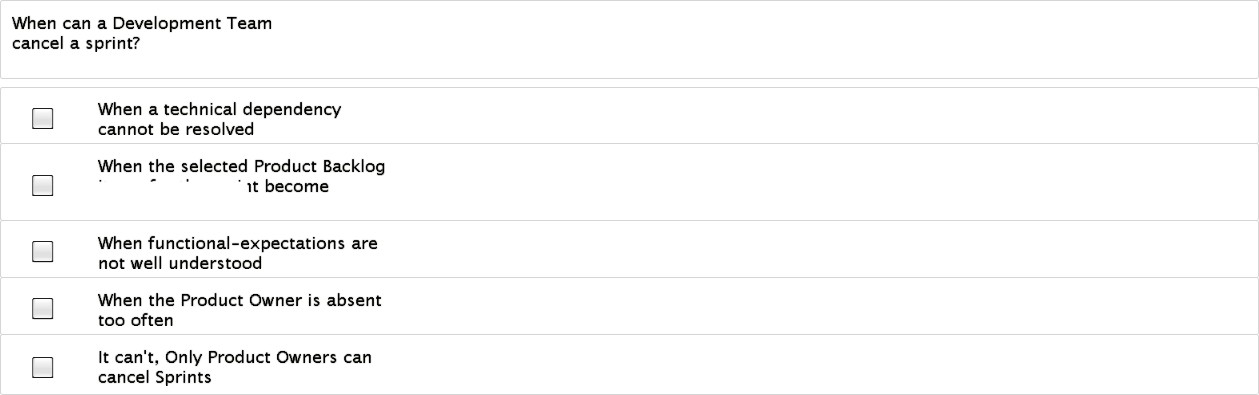 When can a Development Team
cancel a sprint?
When a technical dependency
cannot be resolved
When the selected Product Backlog
become
When functional-expectations are
not well understood
When the Product Owner is absent
too often
It can't, Only Product Owners can
cancel Sprints